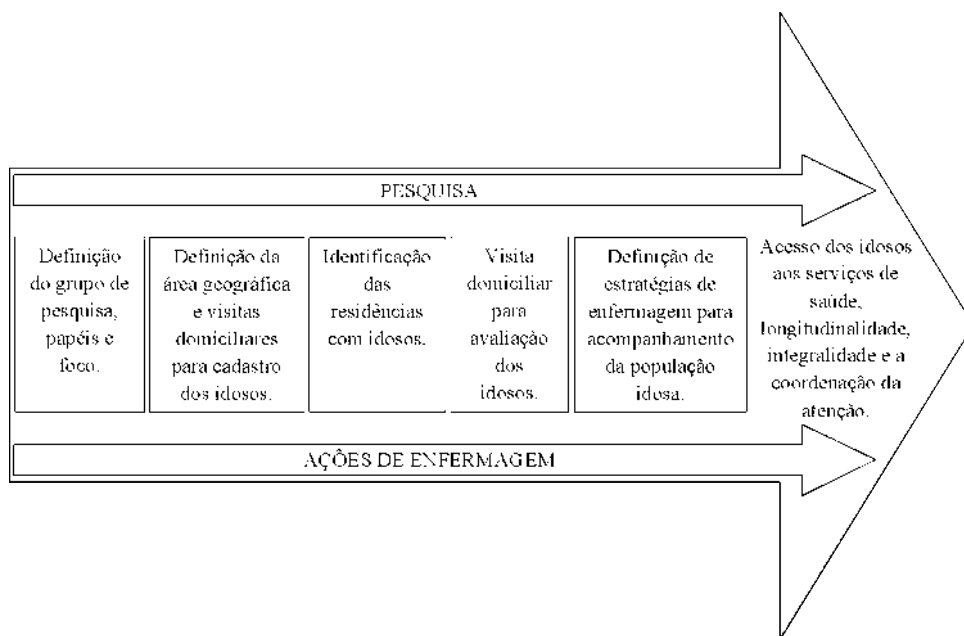 PESQUISA
Definição
do grupo de
pesquisa,
papéis e
foco.
Definição da
área geográfica
e visitas
domiciliares
para cadastro
dos idosos.
Identificação
das
residências
com idosos.
Visita
domiciliar
para
avaliação
dos
idosos.
Definição de
estratégias de
enfermagem para
acompanhamento
da população
idosa.
Acesso dos idosos
aos serviços de
saúde,
longitudinalidade,
integralidade e a
coordenação da
atenção.
AÇÕES DE ENFERMAGEM